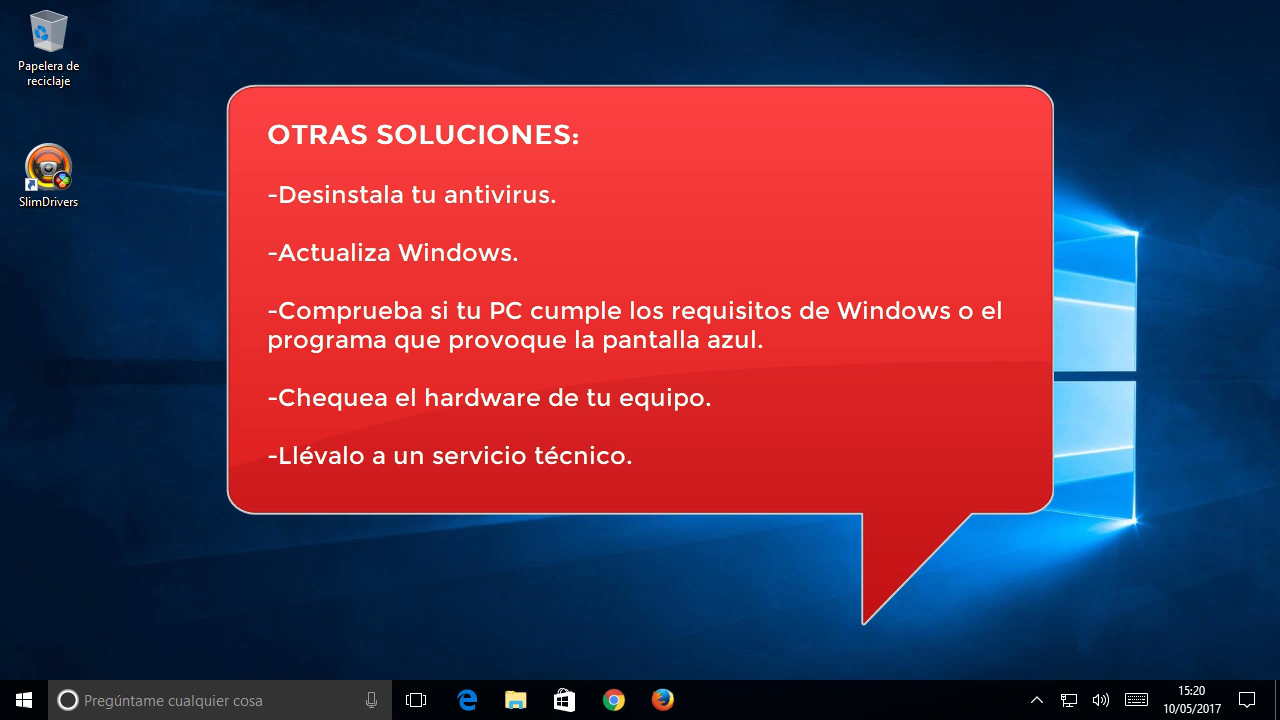 Papelera de
reciclaje
SlimDrivers
OTRAS SOLUCIONES:
-Desinstala tu antivirus.
-Actualiza Windows.
-Comprueba si tu PC cumple los requisitos de Windows o el
programa que provoque la pantalla azul.
-Chequea el hardware de tu equipo.
-Llévalo a un servicio técnico.
Pregúntame cualquier cosa
15:20
10/05/2017